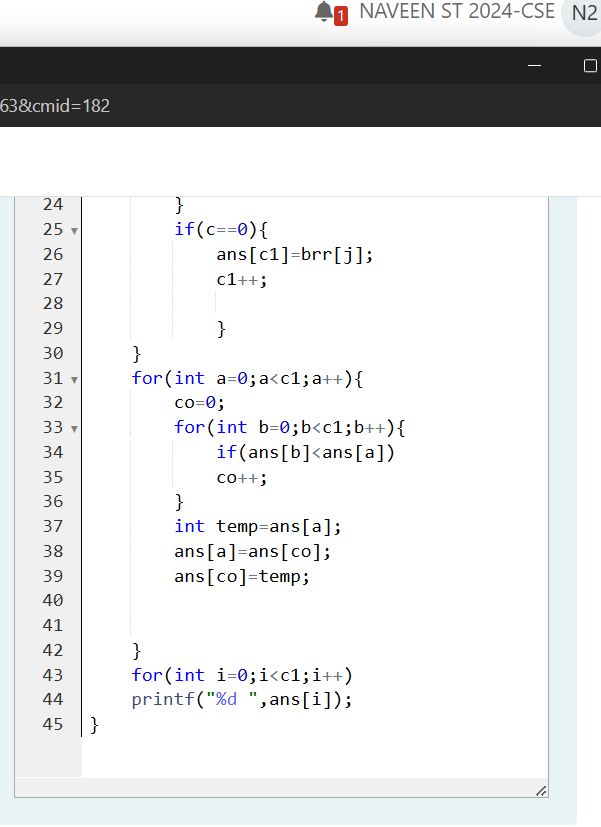 1 NAVEEN ST 2024-CSE N2
63&cmid=182
24 }
25 if(c==0){
26 ans[c1]=brr[j];
27 c1++;
28
29 }
30 }
31 for(int a=0;a<c1;a++){
32 co=0;
33 for(int b=0;b<c1;b++){
34 if(ans[b]<ans[a])
35 co++;
36 }
37 int temp=ans[a];
38 ans[a]=ans[co];
39 ans[co]=temp;
40
41
42 }
43 for(int i=0;i<c1;i++)
44 printf("%d ",ans[i]);
45 }